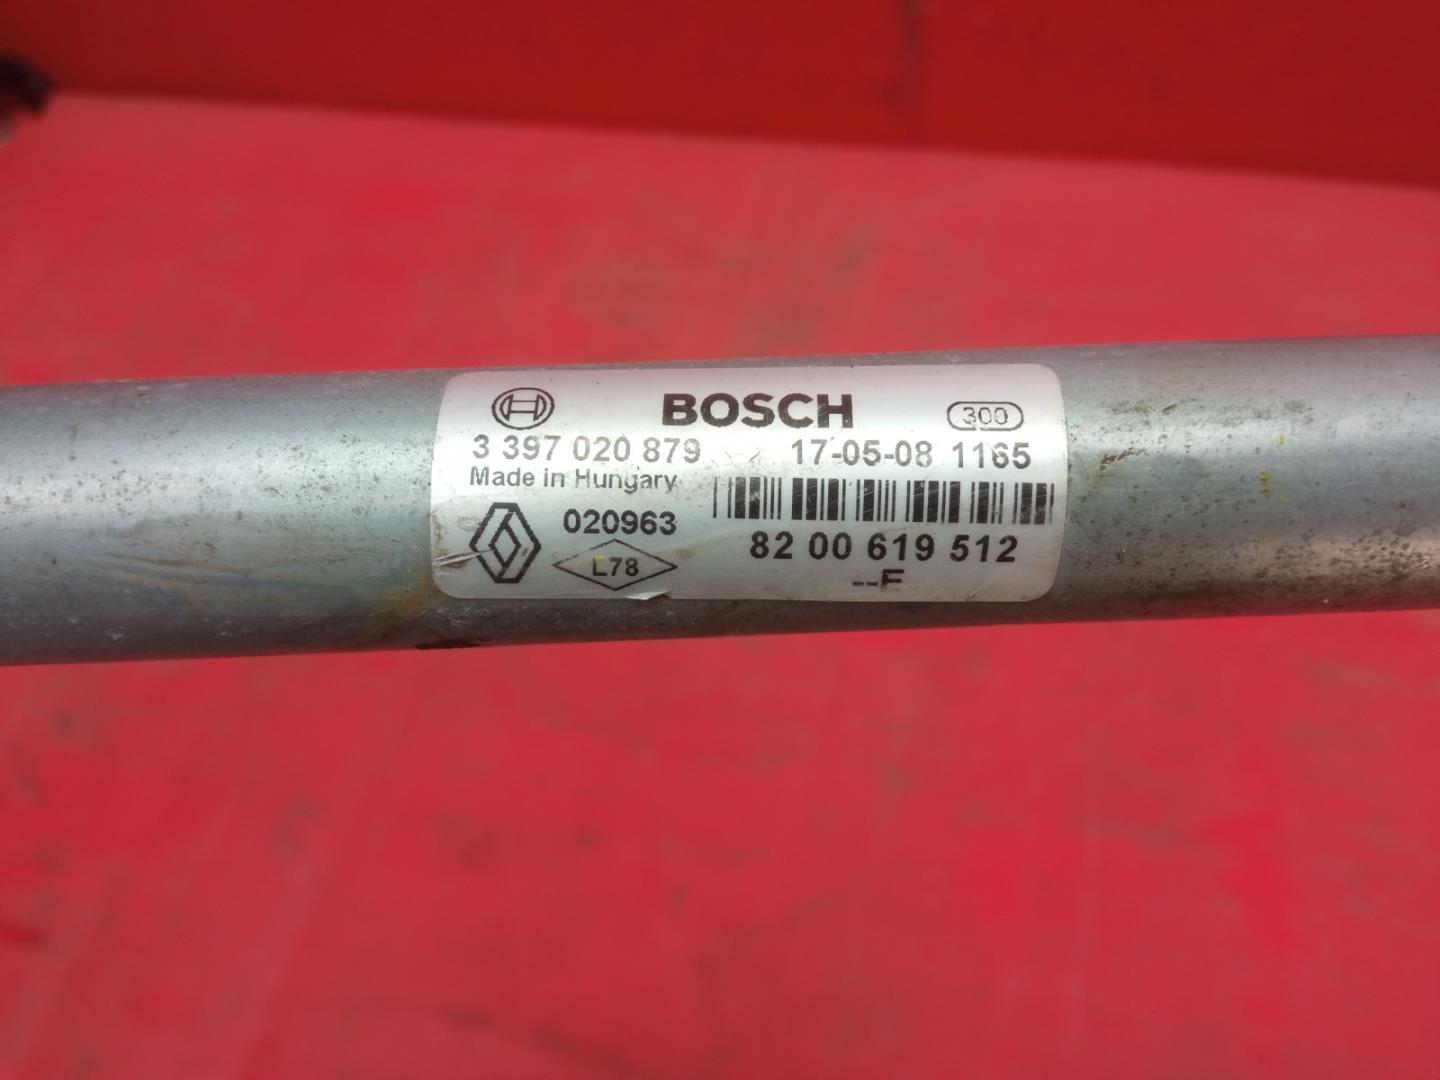 BOSCH 300
3 397 020 879 17-05-08 1165
Made in Hungary
020963
L78
82 00 619 512
--E